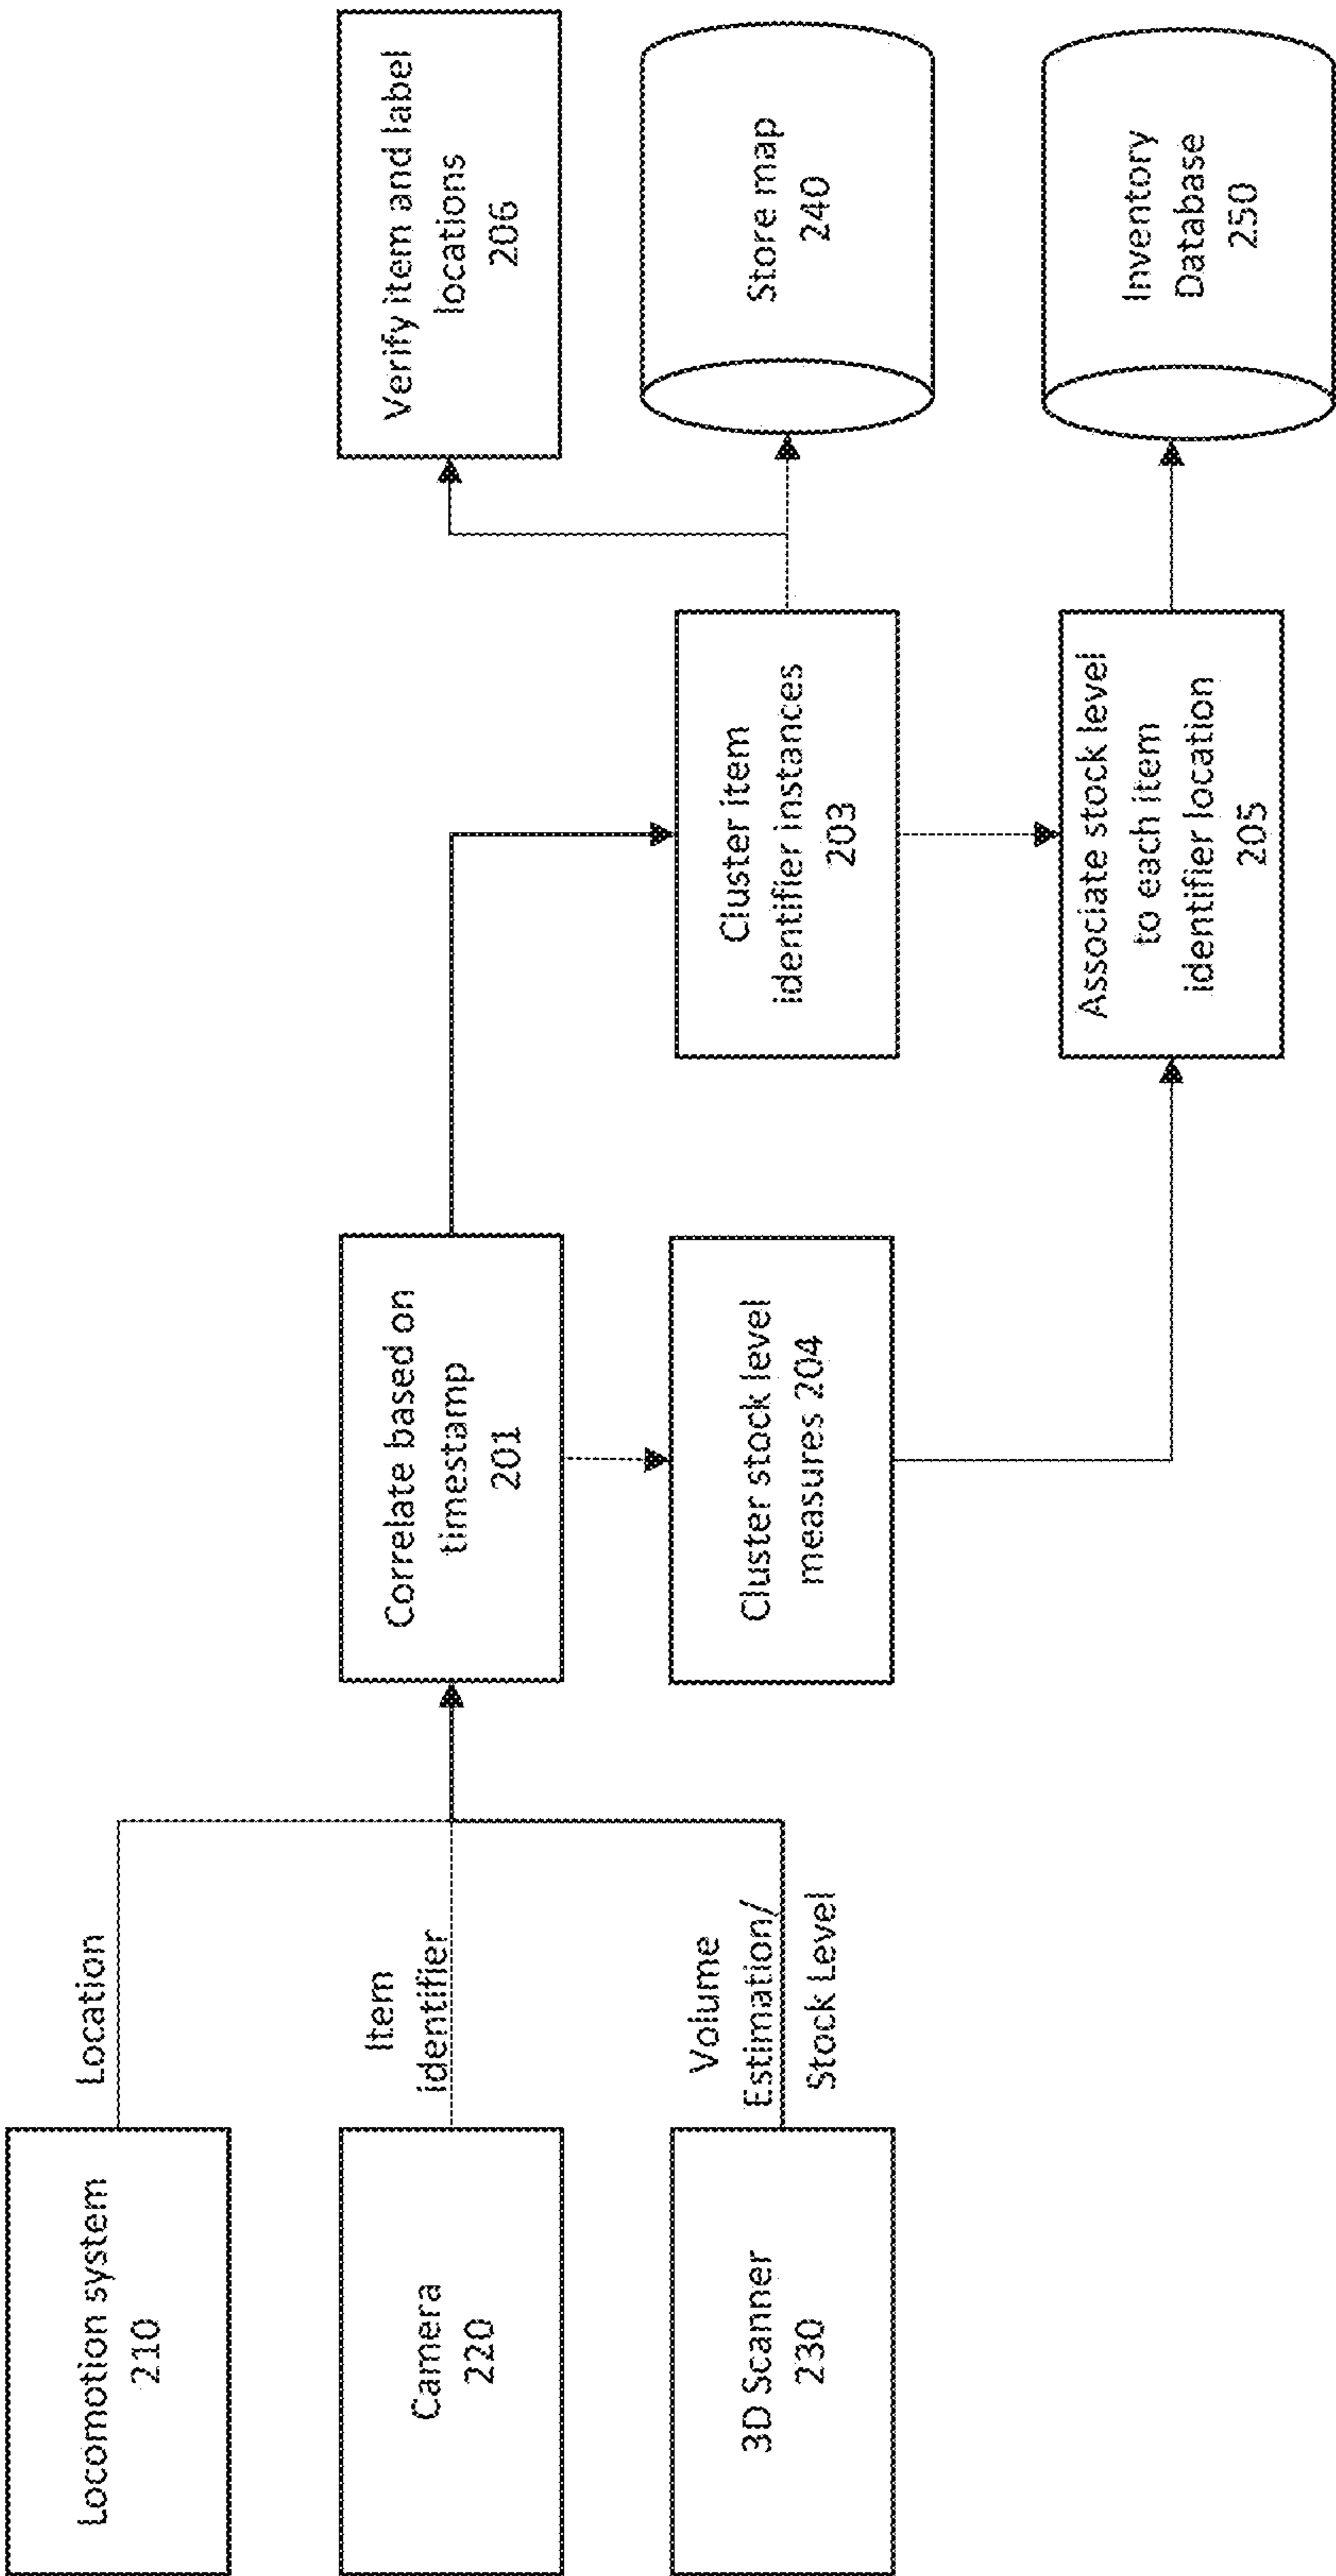 Locomotion system
210
Location
Camera
220
Item
identifier
3D Scanner
230
Volume
Estimation/
Stock Level
Correlate based on
timestamp
201
Cluster stock level
measures 204
Cluster item
identifier instances
203
Associate stock level
to each item
identifier location
205
Verify item and label
locations
206
Store map
240
Inventory
Database
250